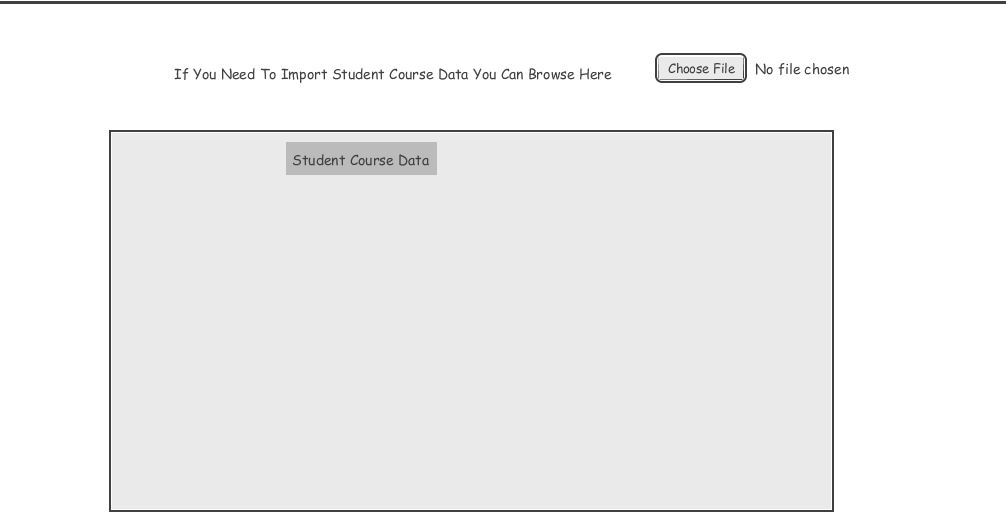 If You Need To Import Student Course Data You Can Browse Here
Choose File No file chosen
Student Course Data